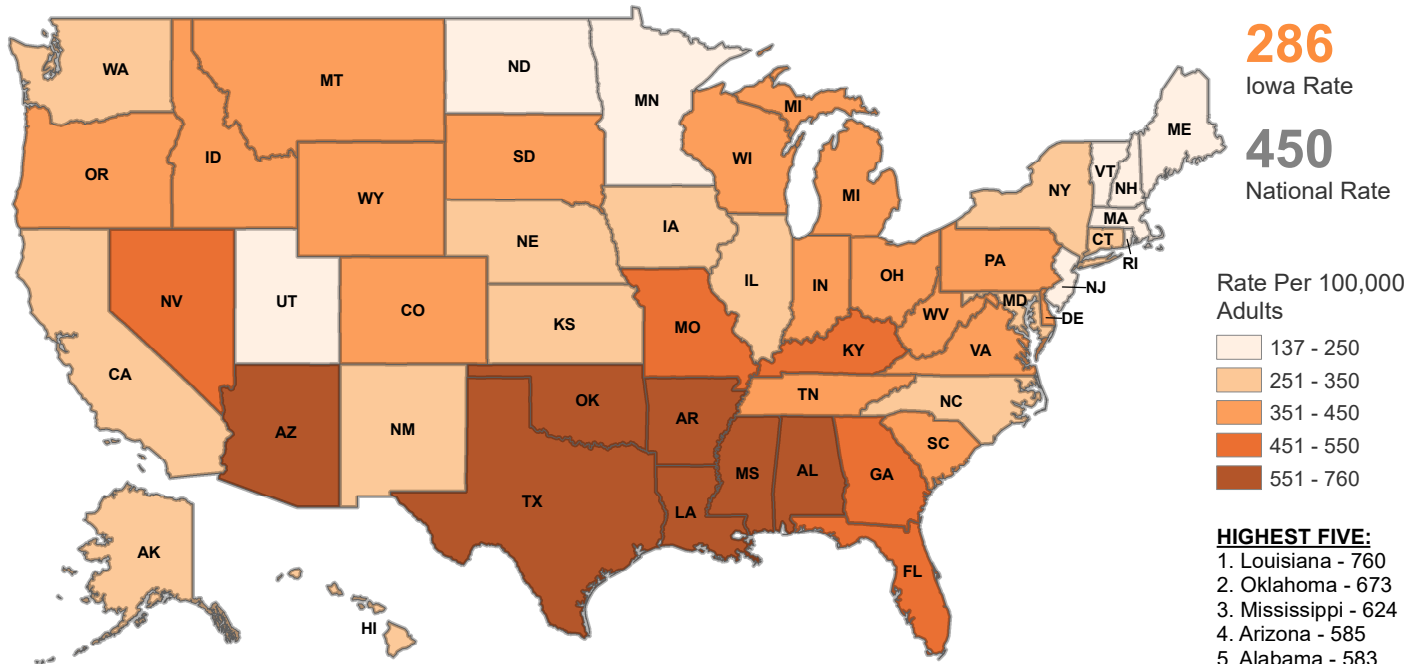 WA
MT
ND
MN
ME
OR
ID
SD
WI
MI
VT
NH
WY
MI
NY
MA
NE
IA
CT
RI
NV
UT
CO
IL
IN
OH
PA
NJ
MD
DE
CA
KS
MO
WV
VA
KY
AZ
NM
OK
AR
TN
NC
SC
TX
LA
MS
AL
GA
FL
AK
HI
286
Iowa Rate
450
National Rate
Rate Per 100,000
Adults
137 - 250
251 - 350
351 - 450
451 - 550
551 - 760
HIGHEST FIVE:
1. Louisiana - 760
2. Oklahoma - 673
3. Mississippi - 624
4. Arizona - 585
5. Alabama - 583